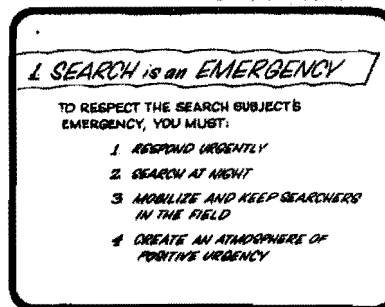 1. SEARCH is an EMERGENCY
TO RESPECT THE SEARCH SUBJECT'S
EMERGENCY, YOU MUST:
1 RESPOND URGENTLY
2 SEARCH AT NIGHT
3 MOBILIZE AND KEEP SEARCHERS
IN THE FIELD
4 CREATE AN ATMOSPHERE OF
POSITIVE URGENCY